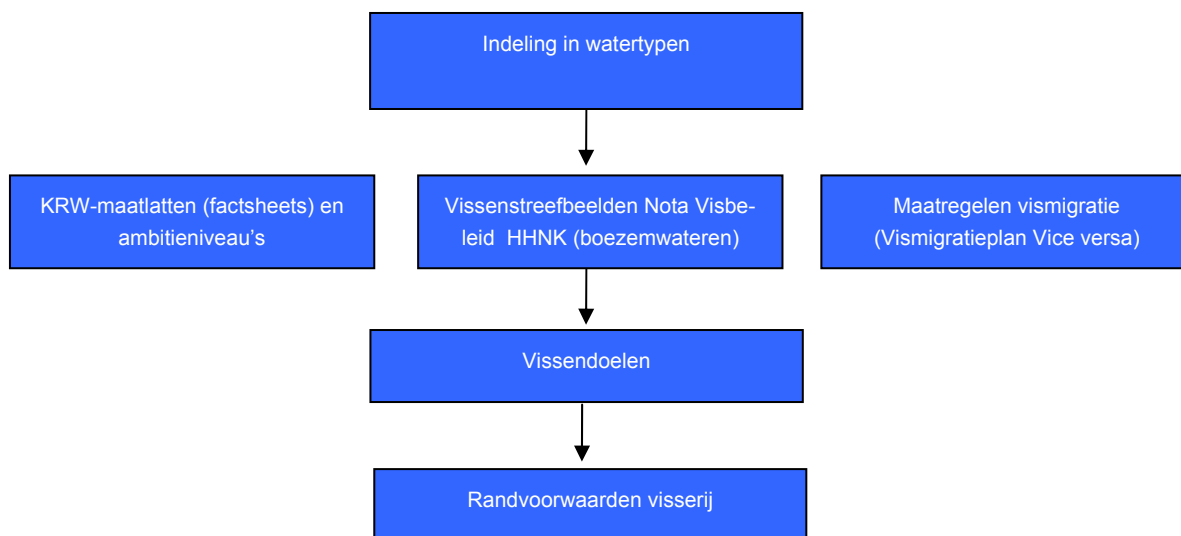 Indeling in watertypen
KRW-maatlatten (factsheets) en
ambitieniveau's
Vissenstreefbeelden Nota Visbe-
leid HHNK (boezemwateren)
Maatregelen vismigratie
(Vismigratieplan Vice versa)
Vissendoelen
Randvoorwaarden visserij